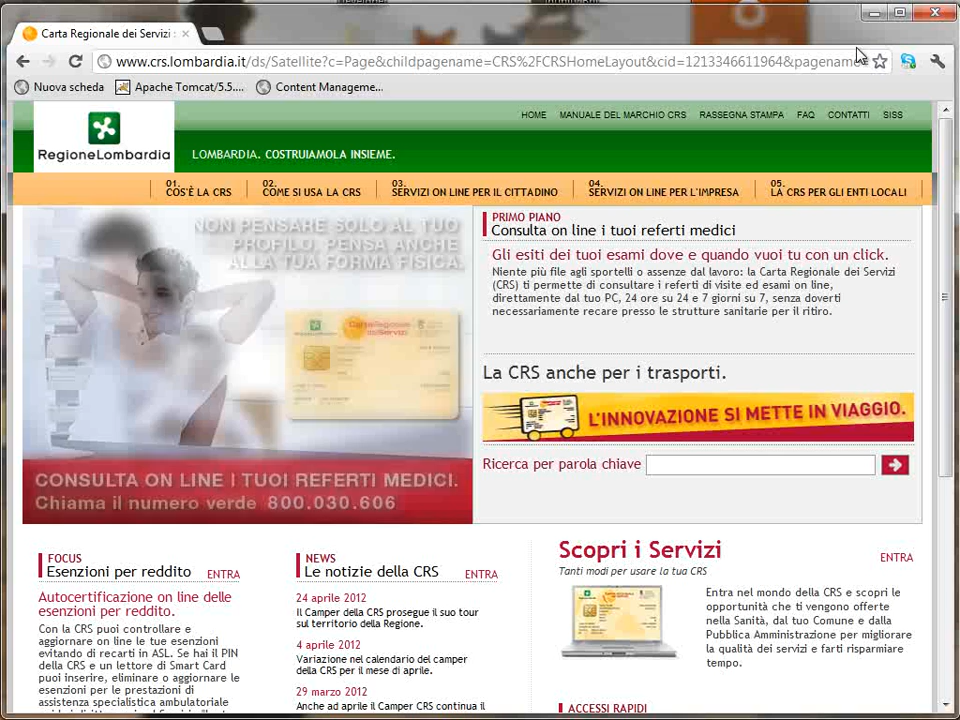 Carta Regionale dei Servizi
www.crs.lombardia.it/ds/Satellite?c=Page&childpagename=CRS%2FCRSHomeLayout&cid=1213346611964&pagename
Nuova scheda
Apache Tomcat/5.5....
Content Manageme...
HOME
MANUALE DEL MARCHIO CRS
RASSEGNA STAMPA
FAQ
CONTATTI
SISS
RegioneLombardia
LOMBARDIA. COSTRUIAMOLA INSIEME.
01.
COS'È LA CRS
02.
COME SI USA LA CRS
03.
SERVIZI ON LINE PER IL CITTADINO
04.
SERVIZI ON LINE PER L'IMPRESA
05.
LA CRS PER GLI ENTI LOCALI
NON PENSARE SOLO AL TUO
PROFILO. PENSA ANCHE
ALLA TUA FORMA FISICA.
CONSULTA ON LINE I TUOI REFERTI MEDICI.
Chiama il numero verde 800.030.606
PRIMO PIANO
Consulta on line i tuoi referti medici
Gli esiti dei tuoi esami dove e quando vuoi tu con un click.
Niente più file agli sportelli o assenze dal lavoro: la Carta Regionale dei Servizi
(CRS) ti permette di consultare i referti di visite ed esami on line,
direttamente dal tuo PC, 24 ore su 24 e 7 giorni su 7, senza doverti
necessariamente recare presso le strutture sanitarie per il ritiro.
La CRS anche per i trasporti.
L'INNOVAZIONE SI METTE IN VIAGGIO.
Ricerca per parola chiave
FOCUS
Esenzioni per reddito
ENTRA
Autocertificazione on line delle
esenzioni per reddito.
Con la CRS puoi controllare e
aggiornare on line le tue esenzioni
evitando di recarti in ASL. Se hai il PIN
della CRS e un lettore di Smart Card
puoi inserire, eliminare o aggiornare le
esenzioni per le prestazioni di
assistenza specialistica ambulatoriale
NEWS
Le notizie della CRS
ENTRA
24 aprile 2012
Il Camper della CRS prosegue il suo tour
sul territorio della Regione.
4 aprile 2012
Variazione nel calendario del camper
della CRS per il mese di aprile.
29 marzo 2012
Anche ad aprile il Camper CRS continua il
Scopri i Servizi
ENTRA
Tanti modi per usare la tua CRS
Entra nel mondo della CRS e scopri le
opportunità che ti vengono offerte
nella Sanità, dal tuo Comune e dalla
Pubblica Amministrazione per migliorare
la qualità dei servizi e farti risparmiare
tempo.
ACCESSI RAPIDI